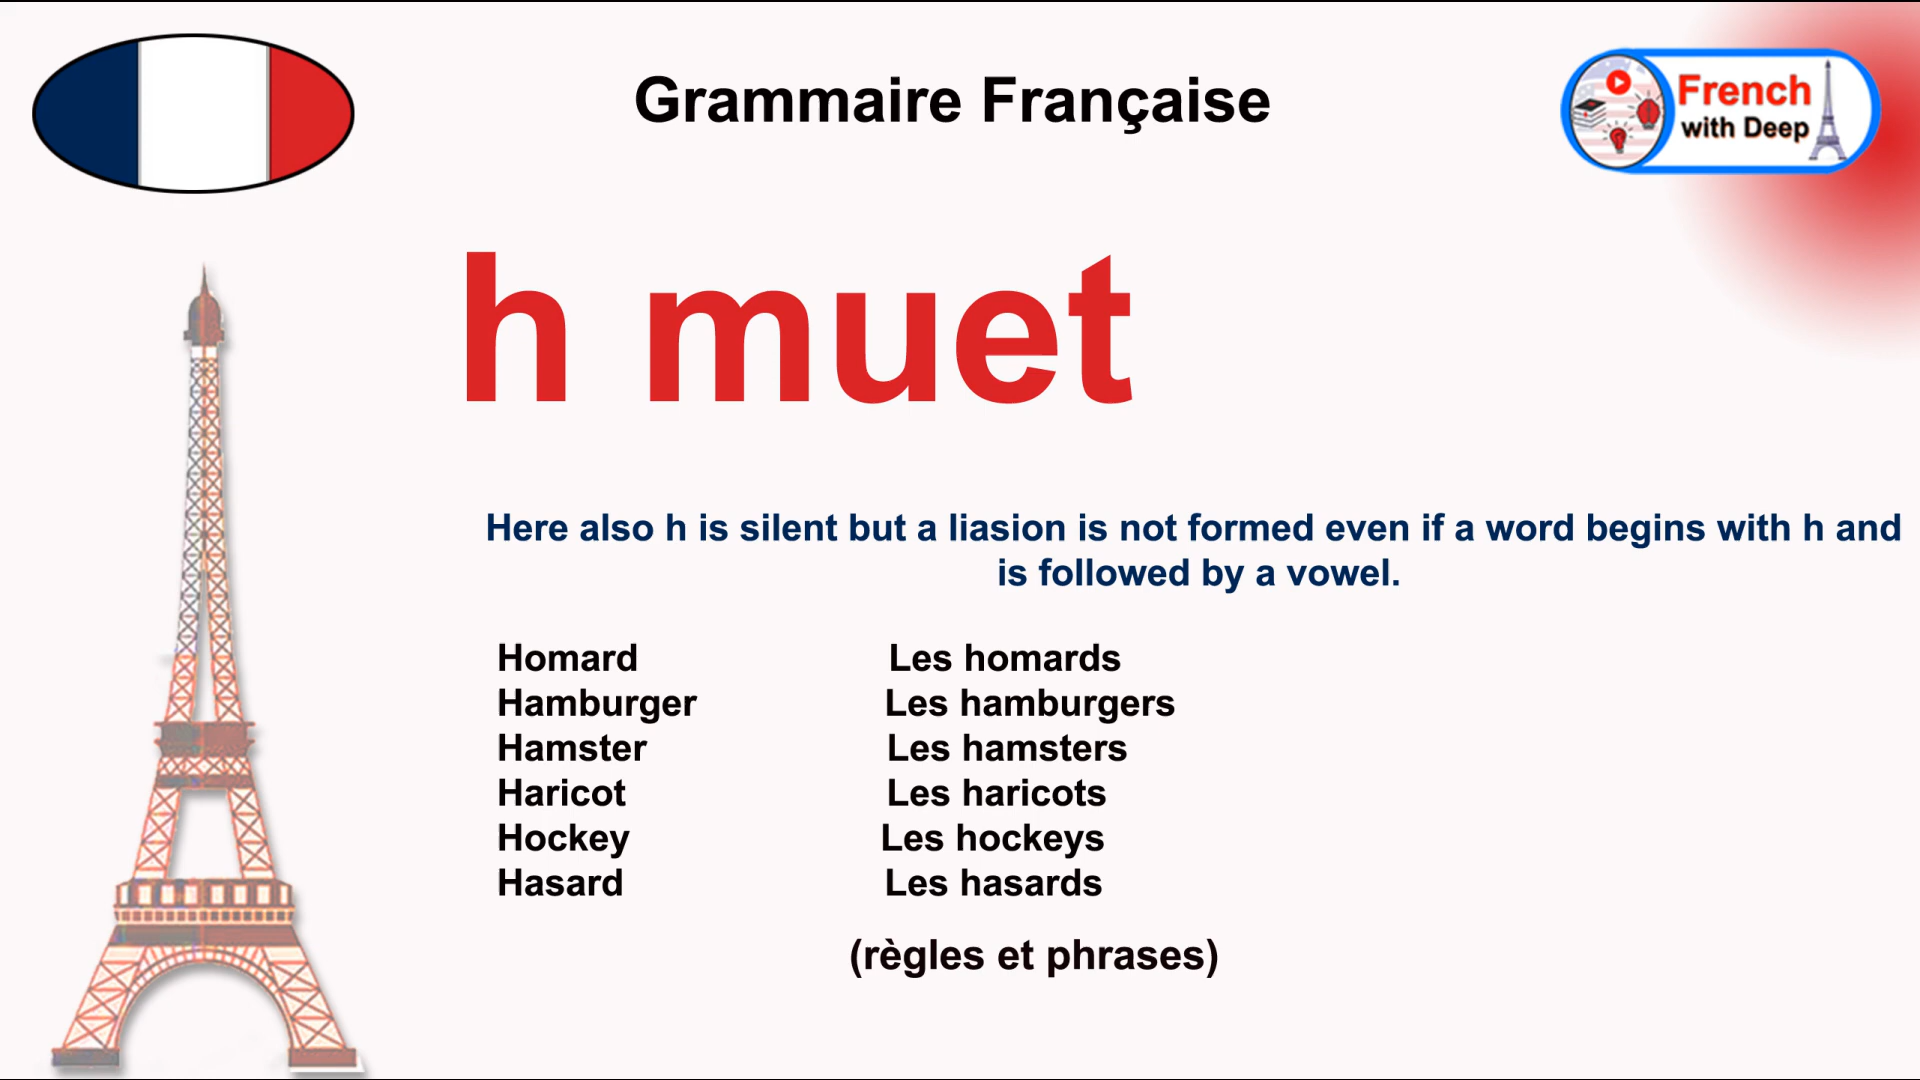 Grammaire Française
French
with Deep
h muet
Here also h is silent but a liasion is not formed even if a word begins with h and
is followed by a vowel.
Homard Les homards
Hamburger Les hamburgers
Hamster Les hamsters
Haricot Les haricots
Hockey Les hockeys
Hasard Les hasards
(règles et phrases)